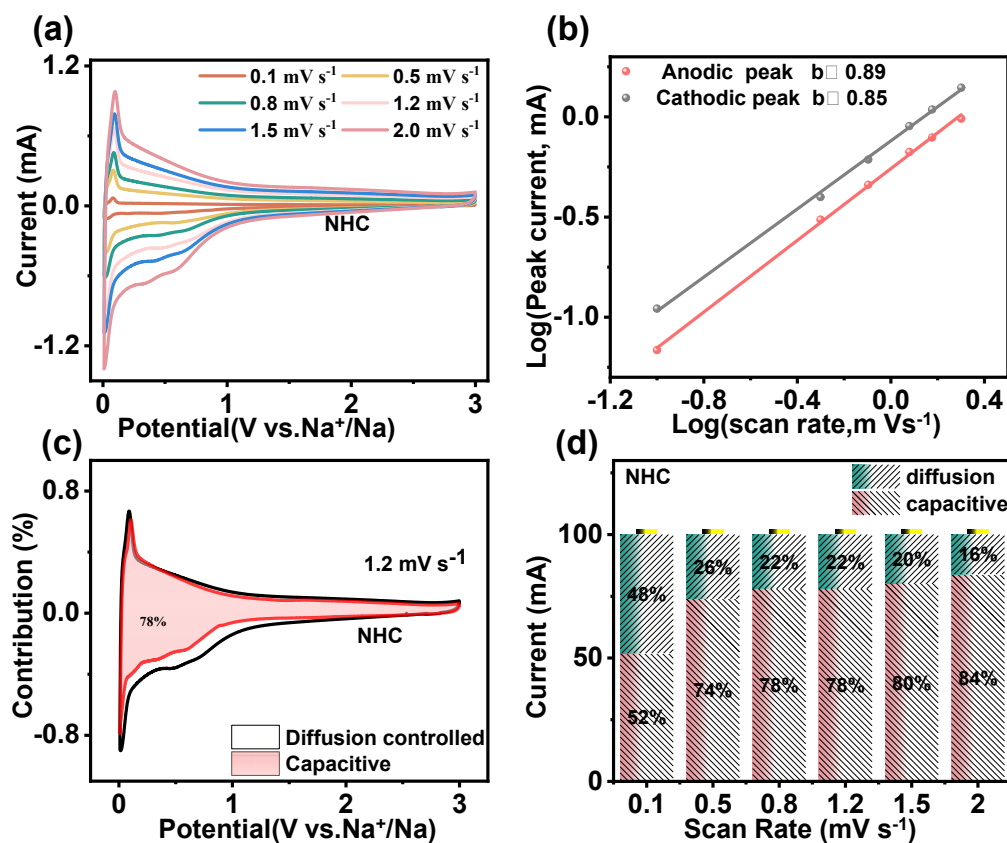 (a)
1.2
0.0
-1.2
Current (mA)
0.1 mV s⁻¹
0.5 mV s⁻¹
0.8 mV s⁻¹
1.2 mV s⁻¹
1.5 mV s⁻¹
2.0 mV s⁻¹
NHC
0 1 2 3
Potential(V vs.Na⁺/Na)
(b)
Anodic peak b□ 0.89
Cathodic peak b□ 0.85
0.0
-0.5
-1.0
Log(Peak current, mA)
-1.2 -0.8 -0.4 0.0 0.4
Log(scan rate,m Vs⁻¹)
(c)
0.8
0.0
-0.8
Contribution (%)
1.2 mV s⁻¹
78%
NHC
Diffusion controlled
Capacitive
0 1 2 3
Potential(V vs.Na⁺/Na)
(d)
NHC
diffusion
capacitive
100
50
0
Current (mA)
48% 26% 22% 22% 20% 16%
52% 74% 78% 78% 80% 84%
0.1 0.5 0.8 1.2 1.5 2
Scan Rate (mV s⁻¹)